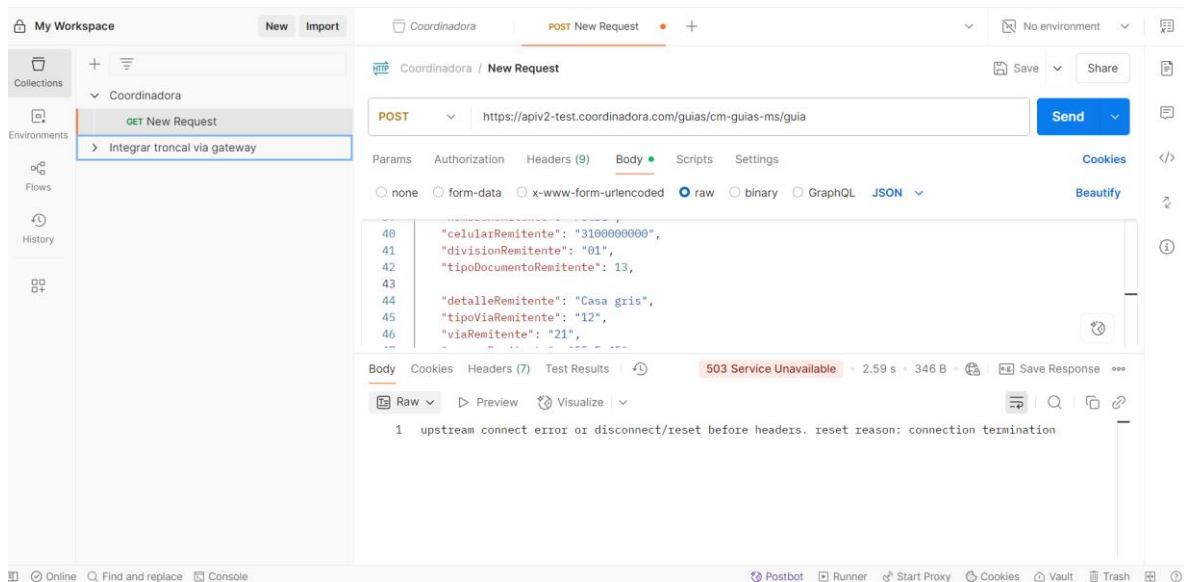 My Workspace New Import Coordinadora POST New Request + No environment
Collections
Environments
Flows
History
Coordinadora
GET New Request
Integrar troncal via gateway
HTTP Coordinadora / New Request Save Share
POST https://apiv2-test.coordinadora.com/guias/cm-guias-ms/guia Send
Params Authorization Headers (9) Body Scripts Settings Cookies
none form-data x-www-form-urlencoded raw binary GraphQL JSON Beautify
40 "celularRemitente": "3100000000",
41 "divisionRemitente": "01",
42 "tipoDocumentoRemitente": 13,
43
44 "detalleRemitente": "Casa gris",
45 "tipoViaRemitente": "12",
46 "viaRemitente": "21",
Body Cookies Headers (7) Test Results 503 Service Unavailable 2.59 s 346 B Save Response
Raw Preview Visualize
1 upstream connect error or disconnect/reset before headers. reset reason: connection termination
Online Find and replace Console Postbot Runner Start Proxy Cookies Vault Trash